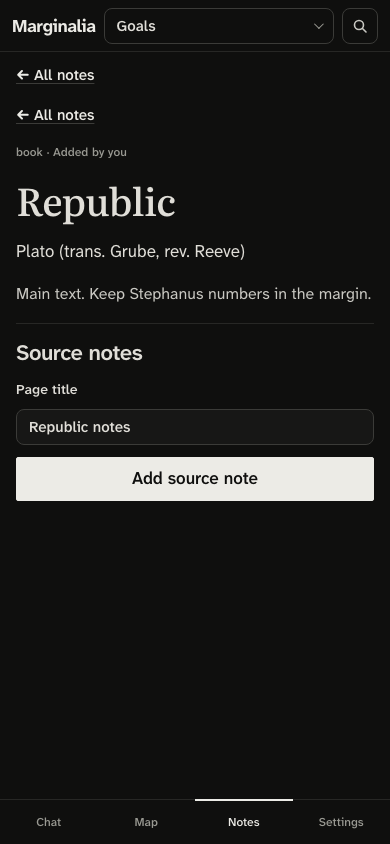 Marginalia
Goals
← All notes
← All notes
book · Added by you
Republic
Plato (trans. Grube, rev. Reeve)
Main text. Keep Stephanus numbers in the margin.
Source notes
Page title
Republic notes
Add source note
Chat
Map
Notes
Settings